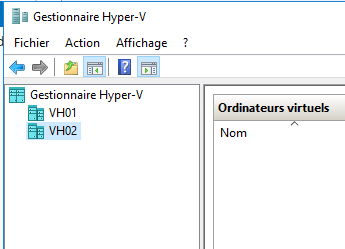 Gestionnaire Hyper-V
Fichier Action Affichage ?
Gestionnaire Hyper-V
VH01
VH02
Ordinateurs virtuels
Nom